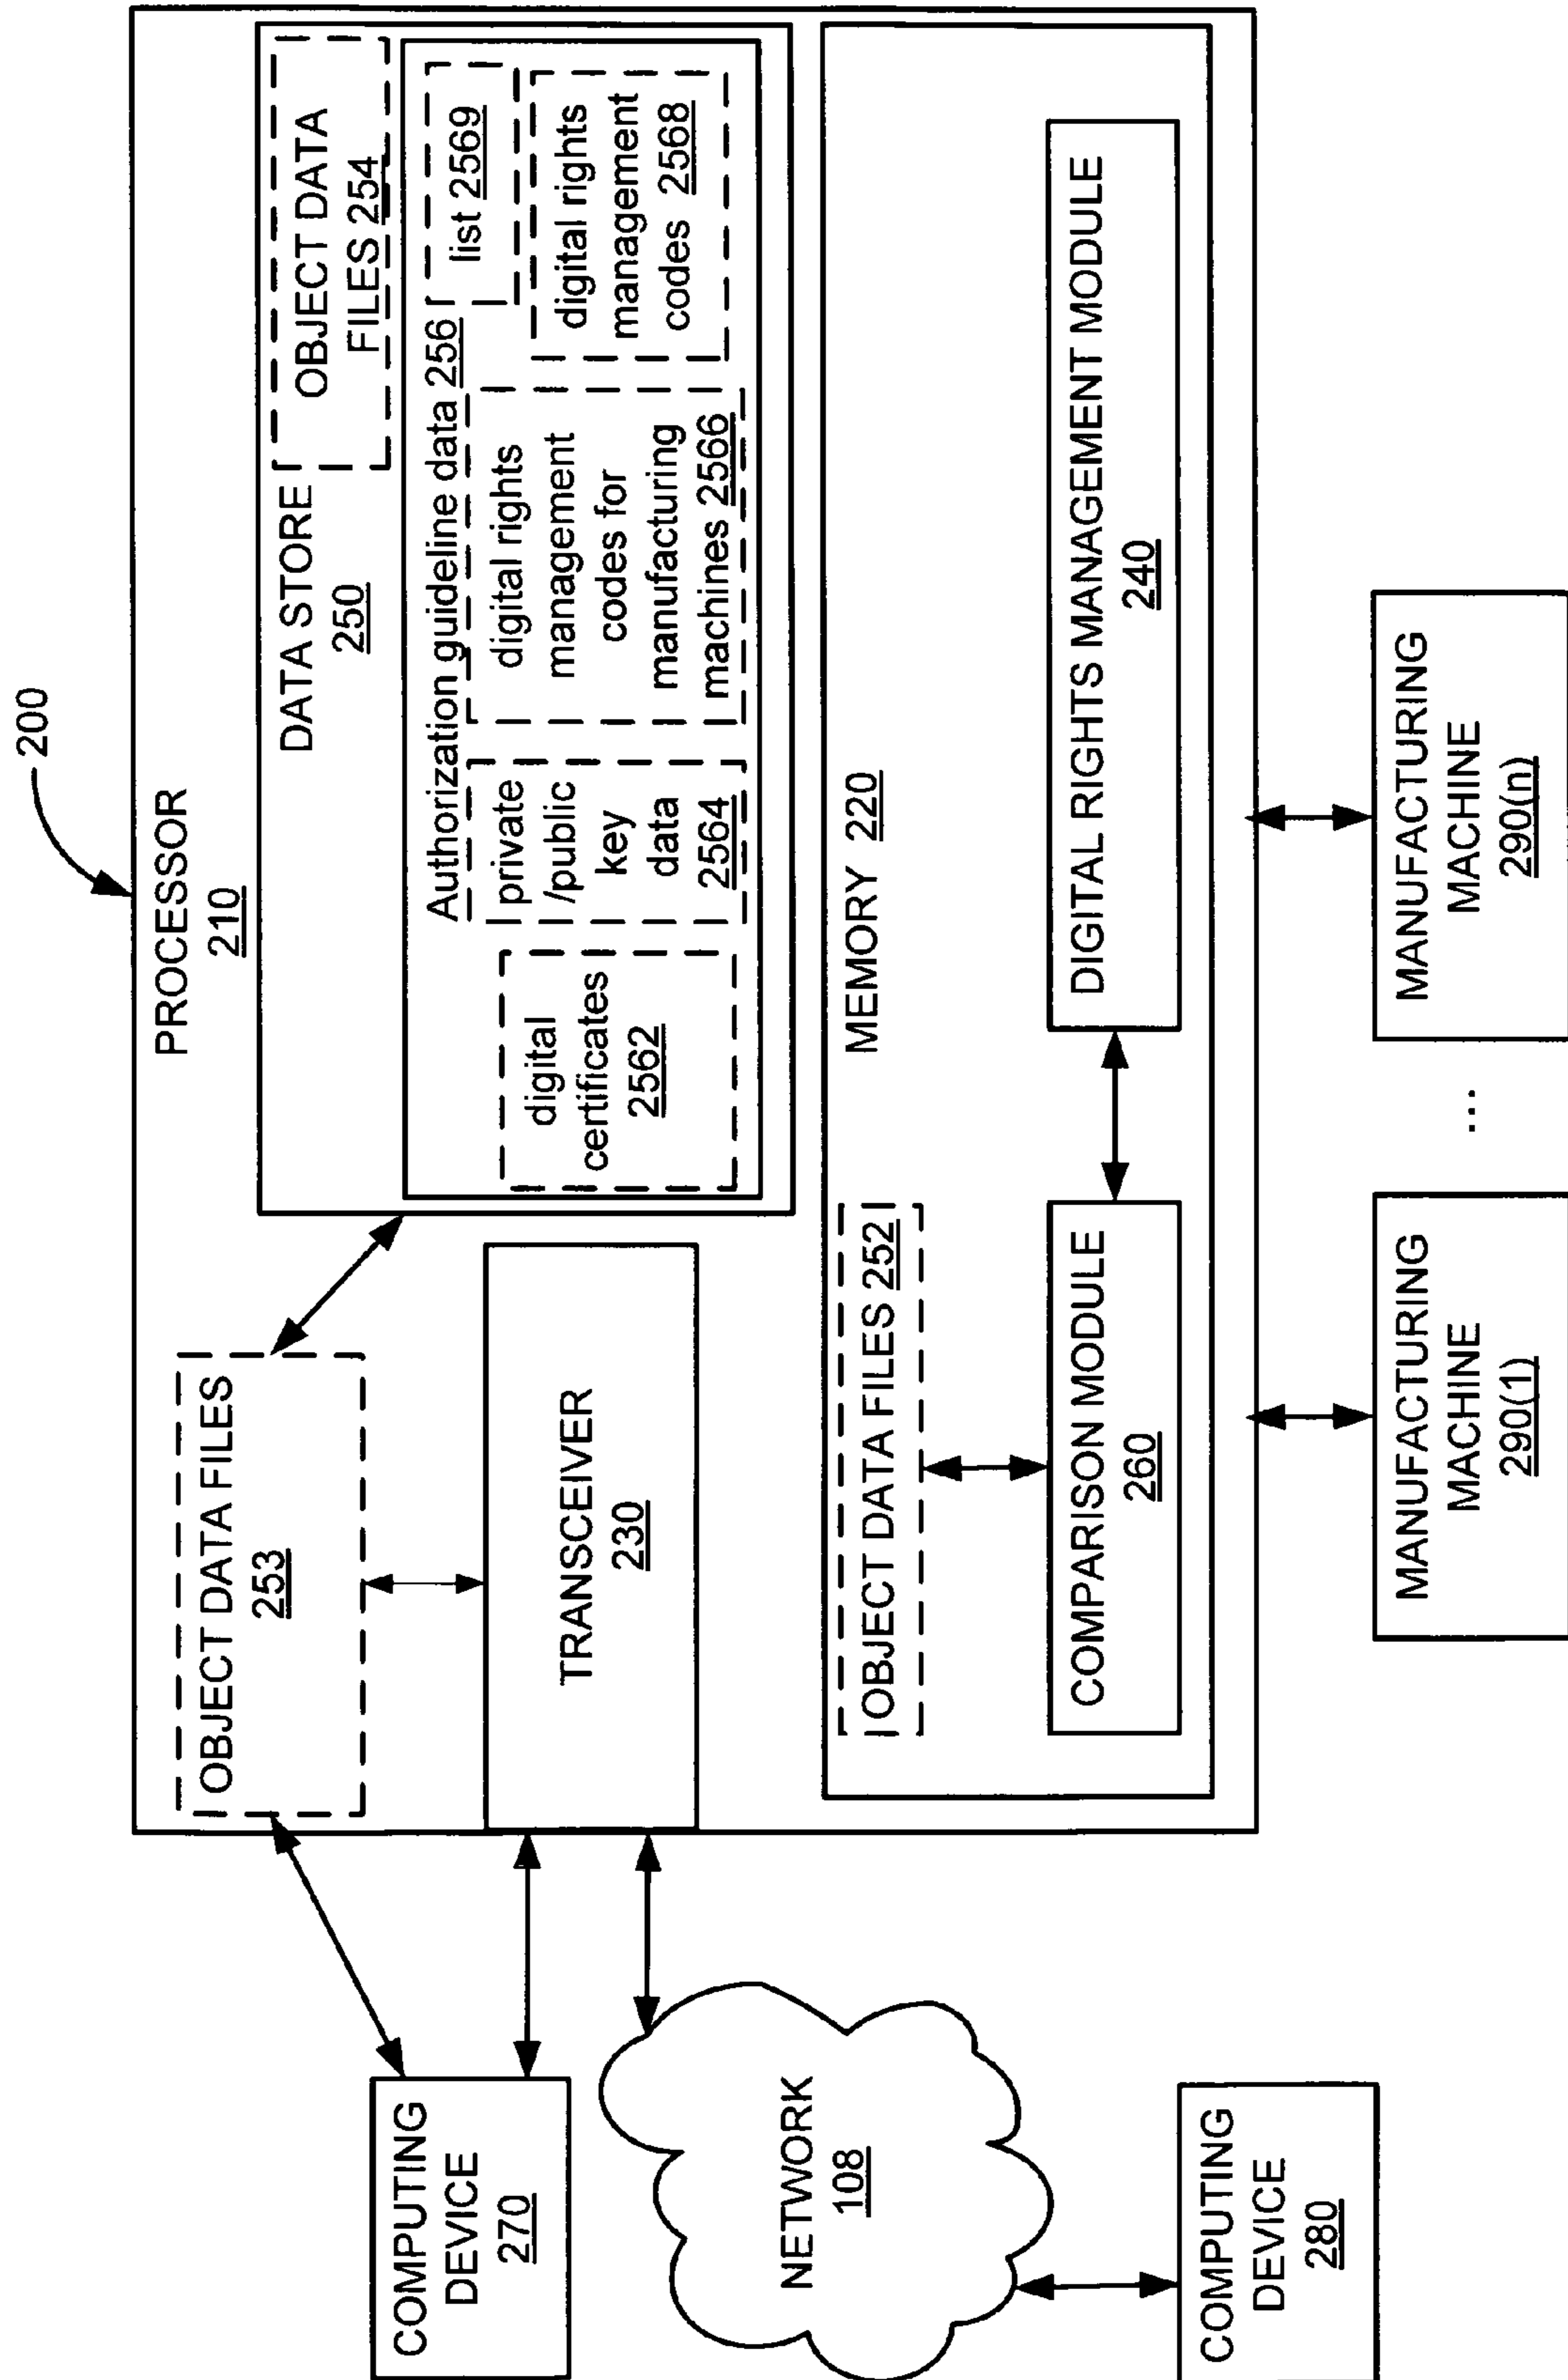 200
PROCESSOR
210
OBJECT DATA FILES
253
TRANSCEIVER
230
DATA STORE
250
OBJECT DATA
FILES 254
Authorization guideline data 256
list 2569
digital
certificates
2562
private
/public
key
data
2564
digital rights
management
codes for
manufacturing
machines 2566
digital rights
management
codes 2568
MEMORY 220
OBJECT DATA FILES 252
COMPARISON MODULE
260
DIGITAL RIGHTS MANAGEMENT MODULE
240
COMPUTING
DEVICE
270
NETWORK
108
COMPUTING
DEVICE
280
MANUFACTURING
MACHINE
290(1)
...
MANUFACTURING
MACHINE
290(n)